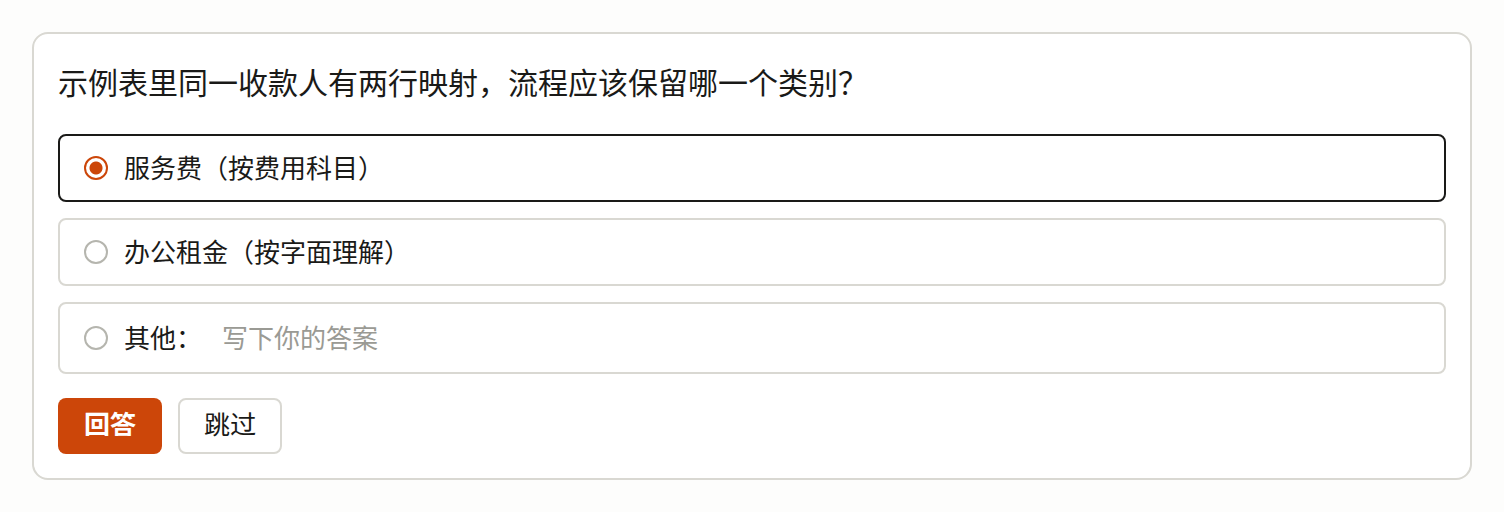 示例表里同一收款人有两行映射，流程应该保留哪一个类别？
服务费（按费用科目）
办公租金（按字面理解）
其他： 写下你的答案
回答 跳过